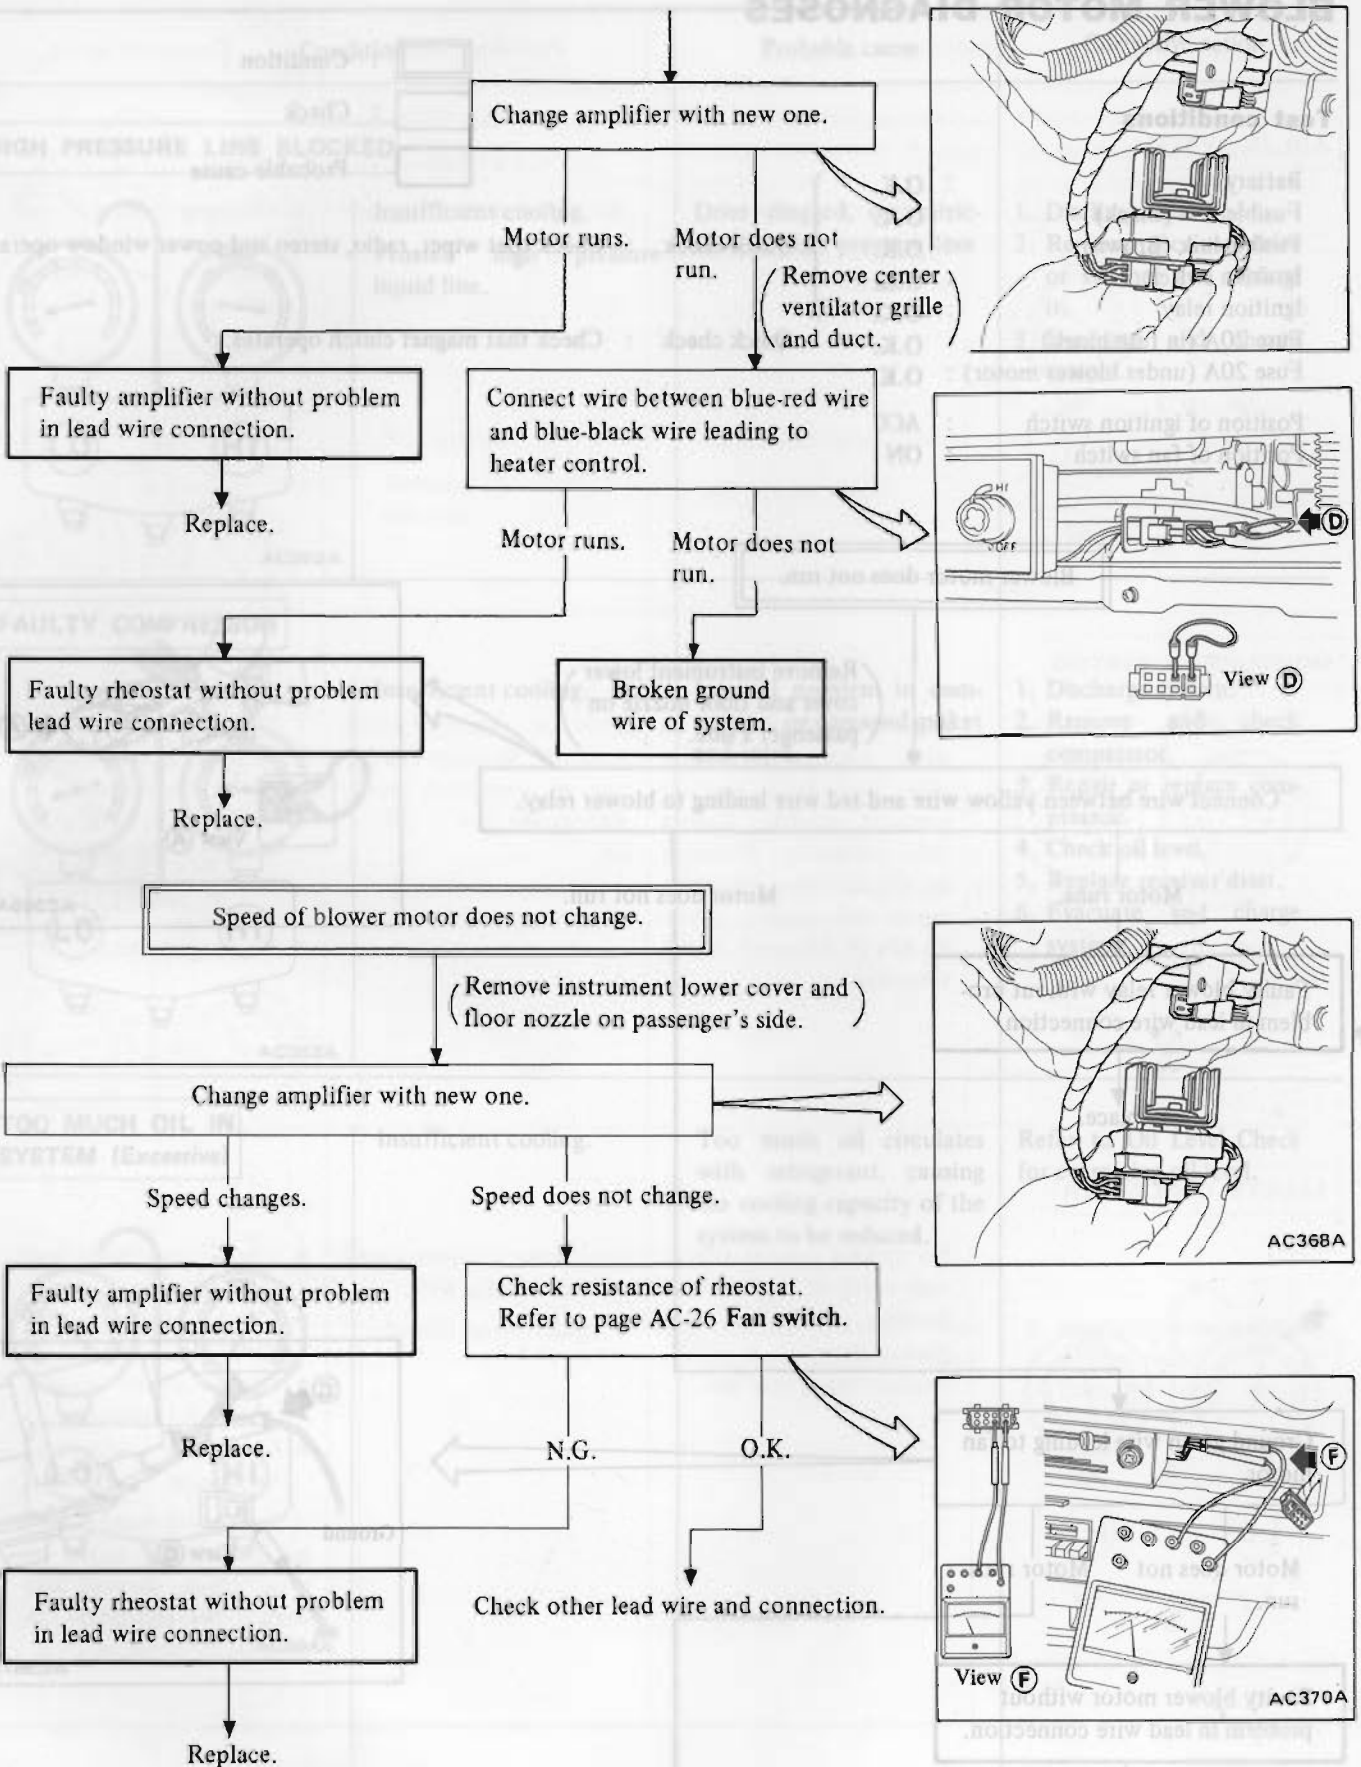 Change amplifier with new one.
Motor runs.
Motor does not
run.
(Remove center
ventilator grille
and duct.)
Faulty amplifier without problem
in lead wire connection.
Replace.
Connect wire between blue-red wire
and blue-black wire leading to
heater control.
HI
OFF
D
View D
Motor runs.
Motor does not
run.
Faulty rheostat without problem
lead wire connection.
Replace.
Broken ground
wire of system.
Speed of blower motor does not change.
(Remove instrument lower cover and
floor nozzle on passenger's side.)
Change amplifier with new one.
AC368A
Speed changes.
Speed does not change.
Faulty amplifier without problem
in lead wire connection.
Replace.
Check resistance of rheostat.
Refer to page AC-26 Fan switch.
N.G.
O.K.
Faulty rheostat without problem
in lead wire connection.
Replace.
Check other lead wire and connection.
F
View F
AC370A